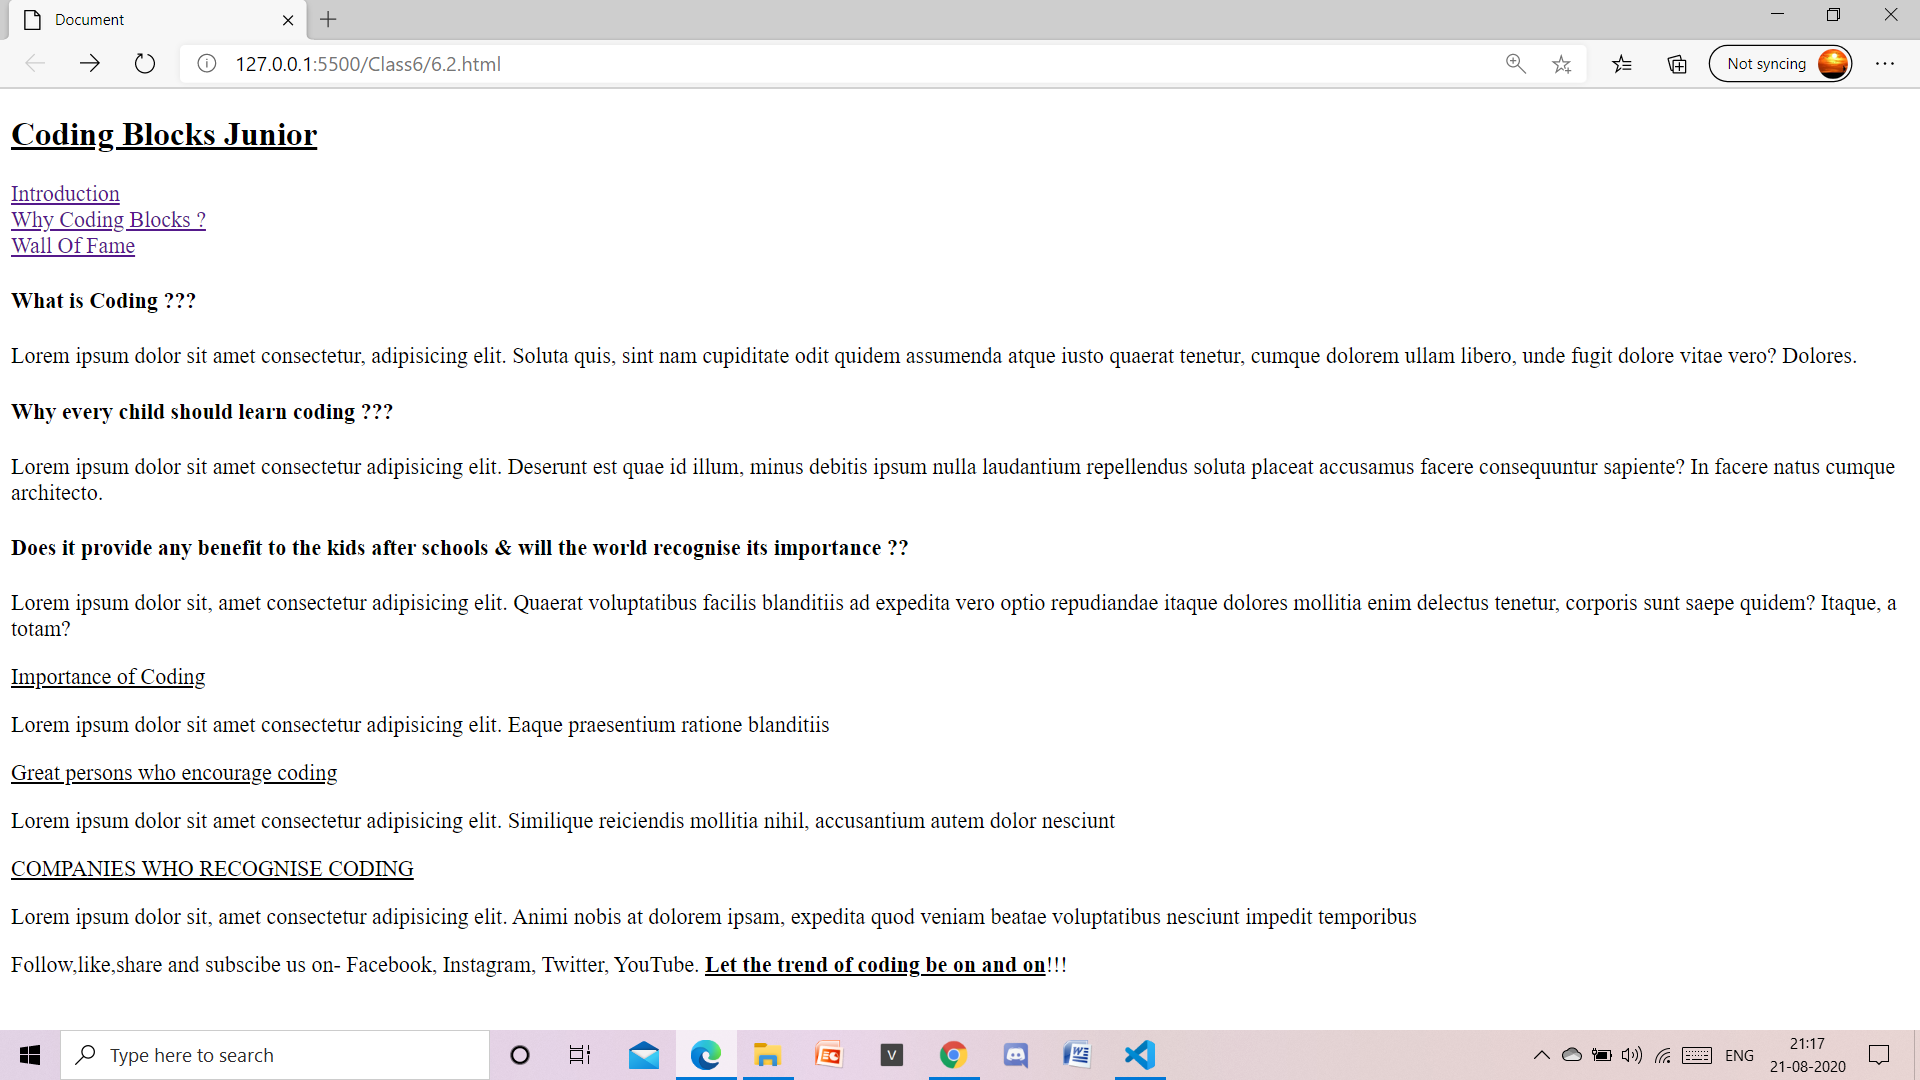 Document
127.0.0.1:5500/Class6/6.2.html
Not syncing
Coding Blocks Junior
Introduction
Why Coding Blocks ?
Wall Of Fame
What is Coding ???
Lorem ipsum dolor sit amet consectetur, adipisicing elit. Soluta quis, sint nam cupiditate odit quidem assumenda atque iusto quaerat tenetur, cumque dolorem ullam libero, unde fugit dolore vitae vero? Dolores.
Why every child should learn coding ???
Lorem ipsum dolor sit amet consectetur adipisicing elit. Deserunt est quae id illum, minus debitis ipsum nulla laudantium repellendus soluta placeat accusamus facere consequuntur sapiente? In facere natus cumque
architecto.
Does it provide any benefit to the kids after schools & will the world recognise its importance ??
Lorem ipsum dolor sit, amet consectetur adipisicing elit. Quaerat voluptatibus facilis blanditiis ad expedita vero optio repudiandae itaque dolores mollitia enim delectus tenetur, corporis sunt saepe quidem? Itaque, a
totam?
Importance of Coding
Lorem ipsum dolor sit amet consectetur adipisicing elit. Eaque praesentium ratione blanditiis
Great persons who encourage coding
Lorem ipsum dolor sit amet consectetur adipisicing elit. Similique reiciendis mollitia nihil, accusantium autem dolor nesciunt
COMPANIES WHO RECOGNISE CODING
Lorem ipsum dolor sit, amet consectetur adipisicing elit. Animi nobis at dolorem ipsam, expedita quod veniam beatae voluptatibus nesciunt impedit temporibus
Follow,like,share and subscibe us on- Facebook, Instagram, Twitter, YouTube. Let the trend of coding be on and on!!!
Type here to search
V
ENG
21:17
21-08-2020